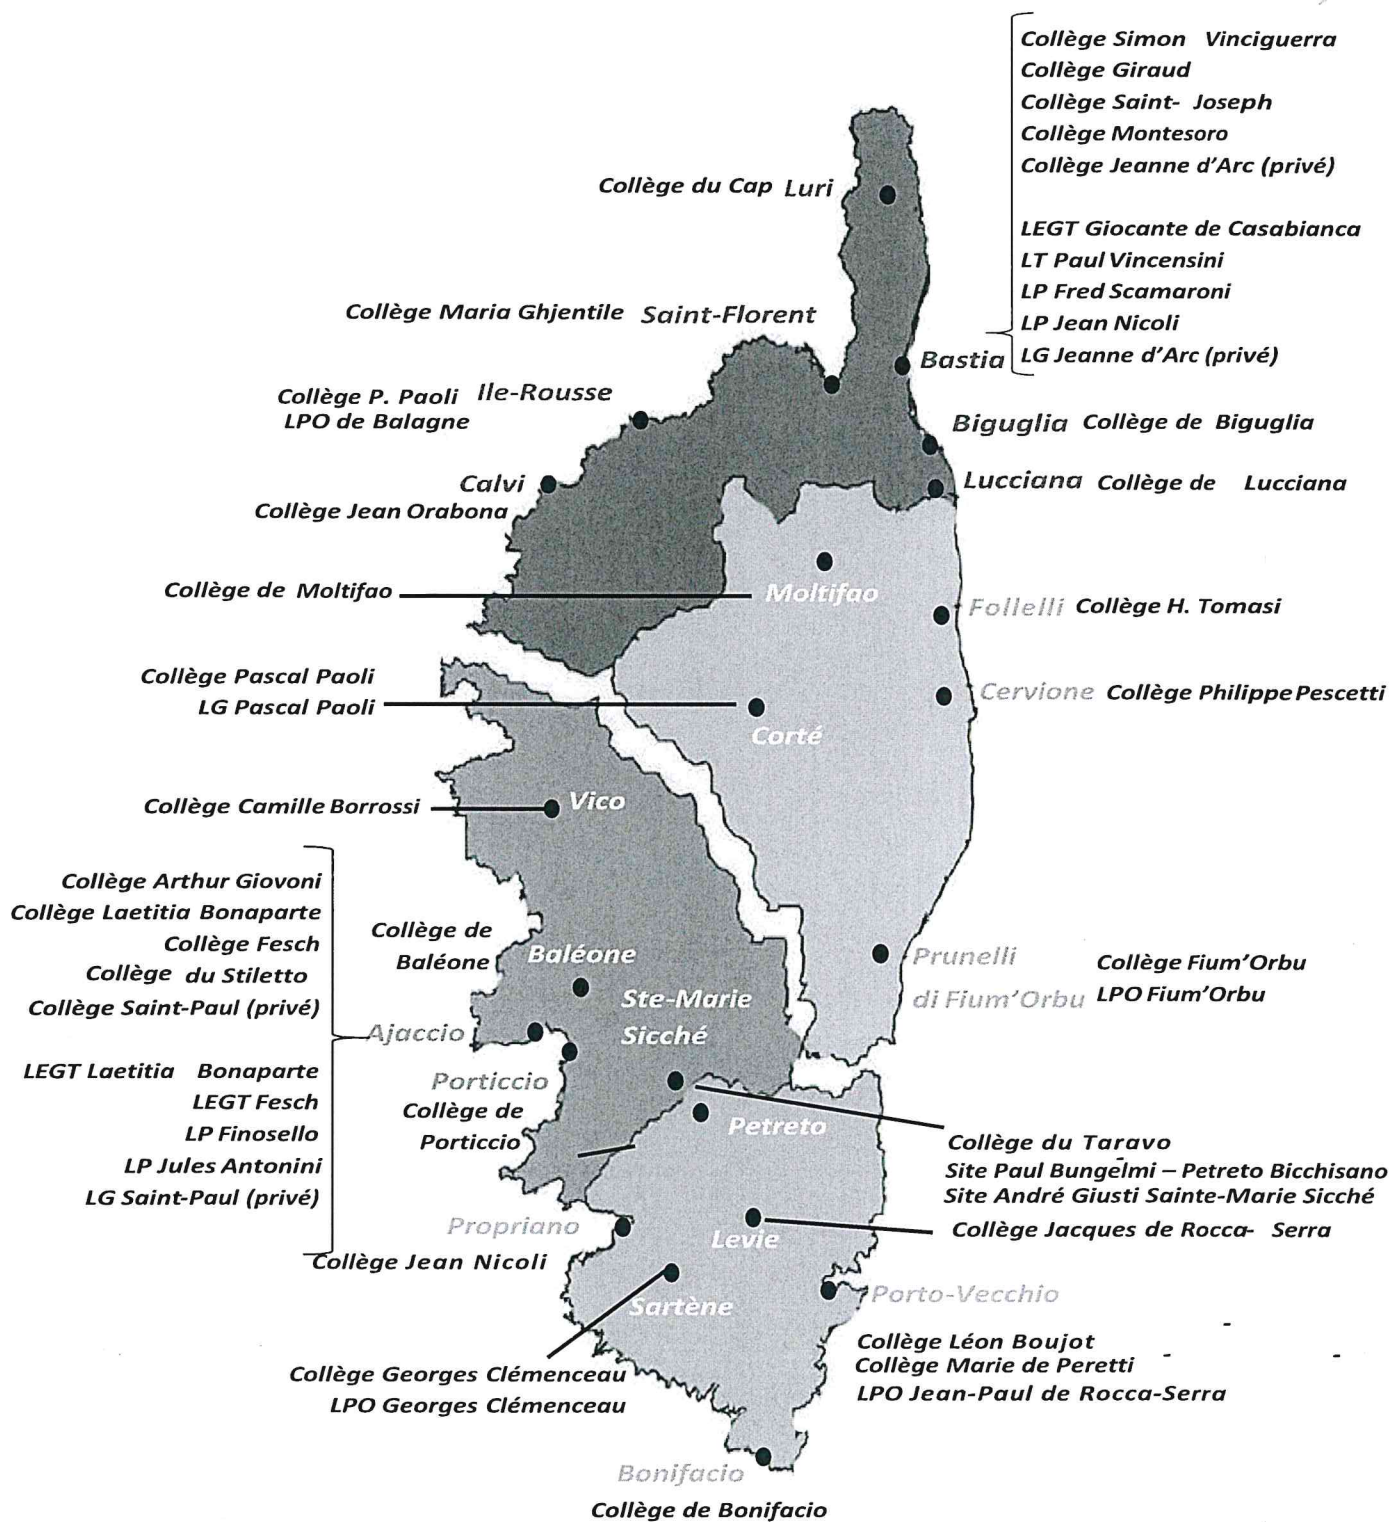 Collège Simon Vinciguerra
Collège Giraud
Collège Saint- Joseph
Collège Montesoro
Collège Jeanne d'Arc (privé)
LEGT Giocante de Casabianca
LT Paul Vincensini
LP Fred Scamaroni
LP Jean Nicoli
LG Jeanne d'Arc (privé)
Bastia
Collège du Cap Luri
Collège Maria Ghjentile Saint-Florent
Collège P. Paoli Ile-Rousse
LPO de Balagne
Biguglia Collège de Biguglia
Calvi
Collège Jean Orabona
Lucciana Collège de Lucciana
Collège de Moltifao
Moltifao
Follelli Collège H. Tomasi
Collège Pascal Paoli
LG Pascal Paoli
Corté
Cervione Collège Philippe Pescetti
Collège Camille Borrossi
Vico
Collège Arthur Giovoni
Collège Laetitia Bonaparte
Collège Fesch
Collège du Stiletto
Collège Saint-Paul (privé)
LEGT Laetitia Bonaparte
LEGT Fesch
LP Finosello
LP Jules Antonini
LG Saint-Paul (privé)
Ajaccio
Collège de
Baléone
Baléone
Ste-Marie
Sicché
Prunelli
di Fium'Orbu
Collège Fium'Orbu
LPO Fium'Orbu
Porticcio
Collège de
Porticcio
Petreto
Collège du Taravo
Site Paul Bungelmi – Petreto Bicchisano
Site André Giusti Sainte-Marie Sicché
Propriano
Collège Jean Nicoli
Levie
Collège Jacques de Rocca- Serra
Sartène
Collège Georges Clémenceau
LPO Georges Clémenceau
Porto-Vecchio
Collège Léon Boujot
Collège Marie de Peretti
LPO Jean-Paul de Rocca-Serra
Bonifacio
Collège de Bonifacio